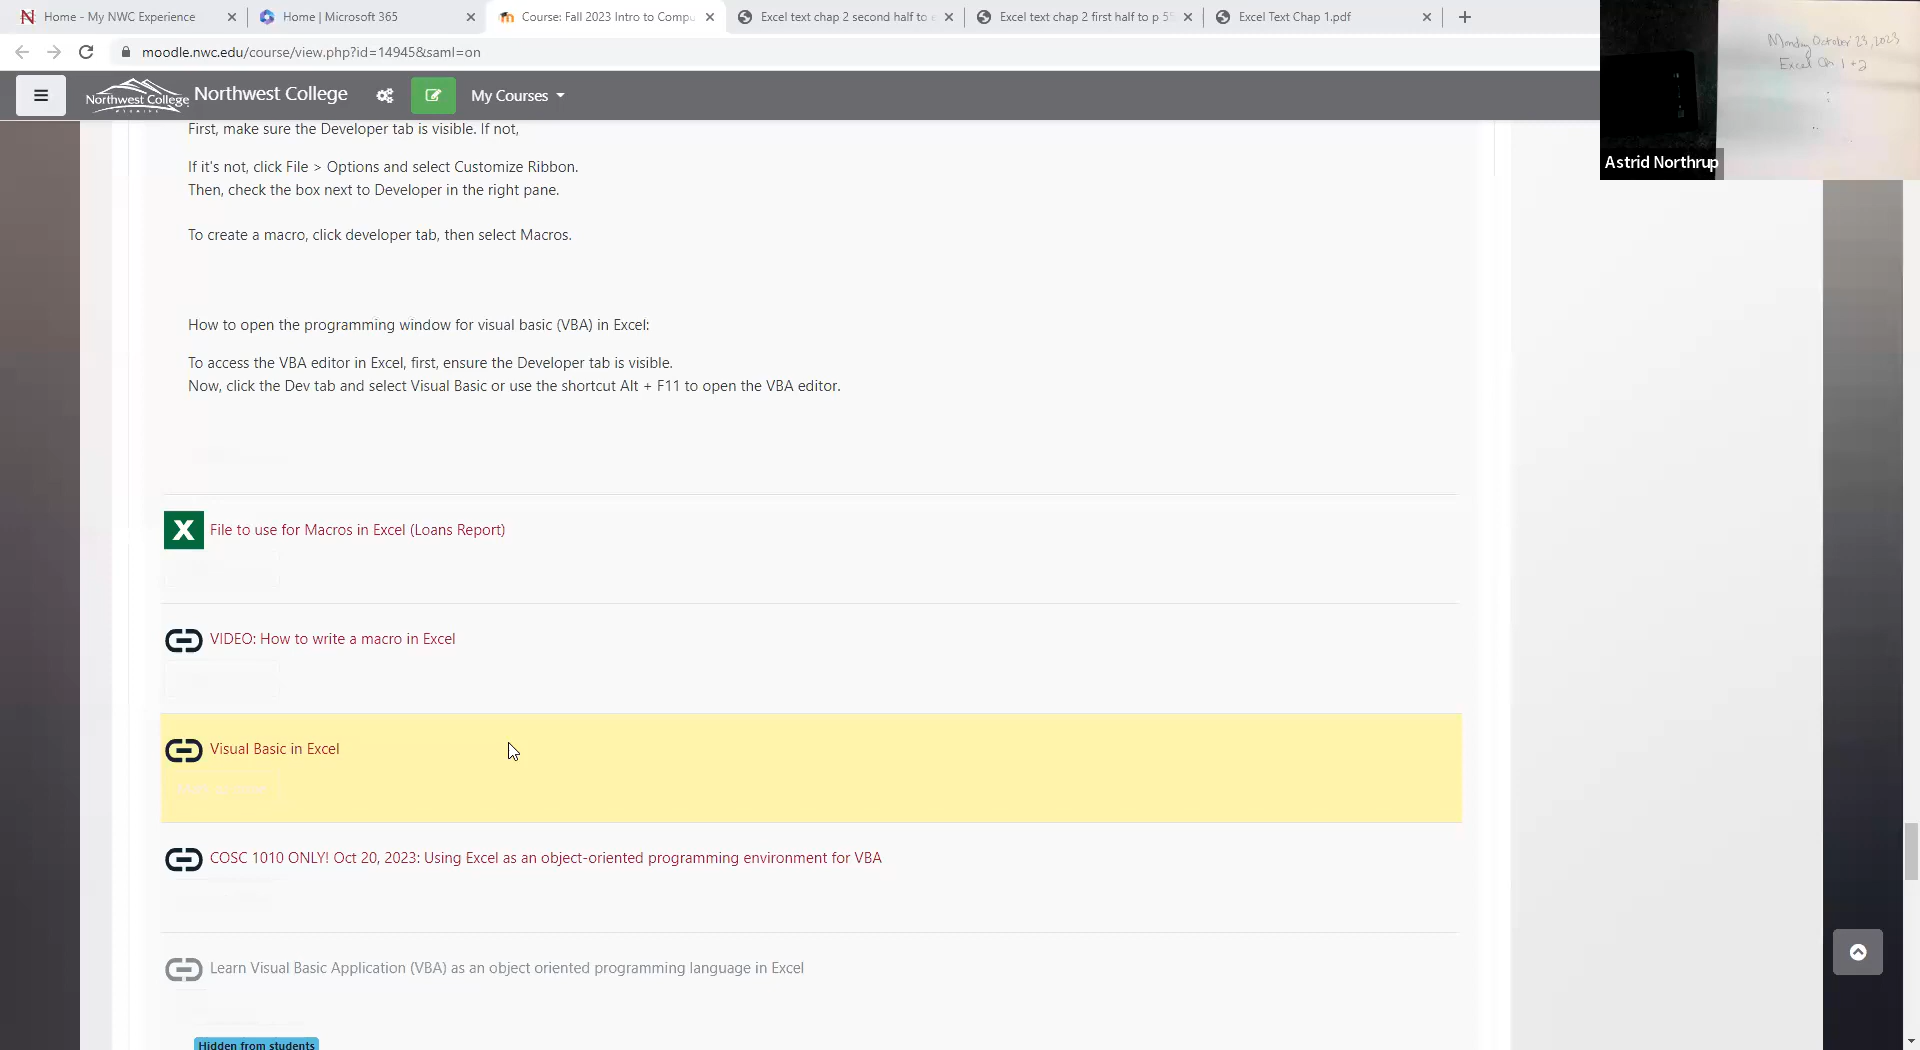 Home - My NWC Experience
Home | Microsoft 365
Course: Fall 2023 Intro to Compu
Excel text chap 2 second half to e
Excel text chap 2 first half to p 55
Excel Text Chap 1.pdf
moodle.nwc.edu/course/view.php?id=14945&saml=on
Monday October 23, 2023
Excel Ch 1 + 2
Astrid Northrup
Northwest College
Northwest College
My Courses
First, make sure the Developer tab is visible. If not,
If it's not, click File > Options and select Customize Ribbon.
Then, check the box next to Developer in the right pane.
To create a macro, click developer tab, then select Macros.
How to open the programming window for visual basic (VBA) in Excel:
To access the VBA editor in Excel, first, ensure the Developer tab is visible.
Now, click the Dev tab and select Visual Basic or use the shortcut Alt + F11 to open the VBA editor.
X File to use for Macros in Excel (Loans Report)
VIDEO: How to write a macro in Excel
Visual Basic in Excel
COSC 1010 ONLY! Oct 20, 2023: Using Excel as an object-oriented programming environment for VBA
Learn Visual Basic Application (VBA) as an object oriented programming language in Excel
Hidden from students